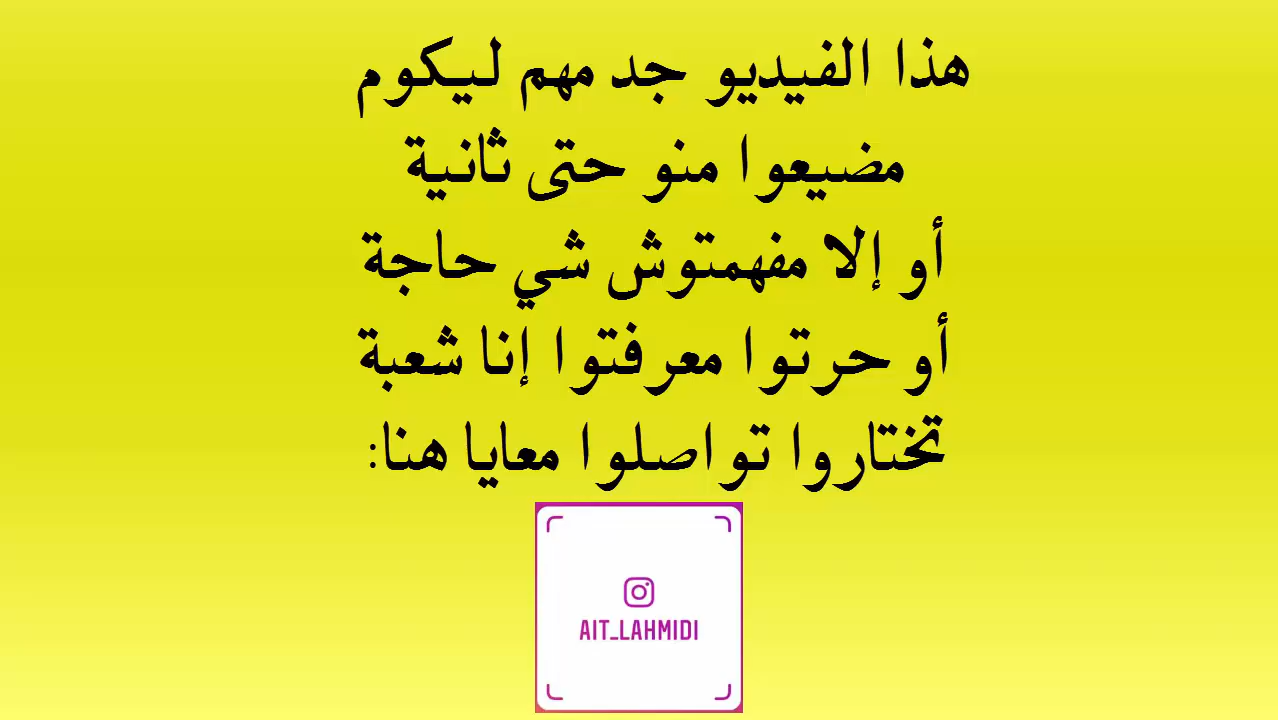 هذا الفيديو جد مهم ليكوم
مضيعوا منو حتى ثانية
أو إلا مفهمتوش شي حاجة
أو حرتوا معرفتوا إنا شعبة
تختاروا تواصلوا معايا هنا:
AIT_LAHMIDI